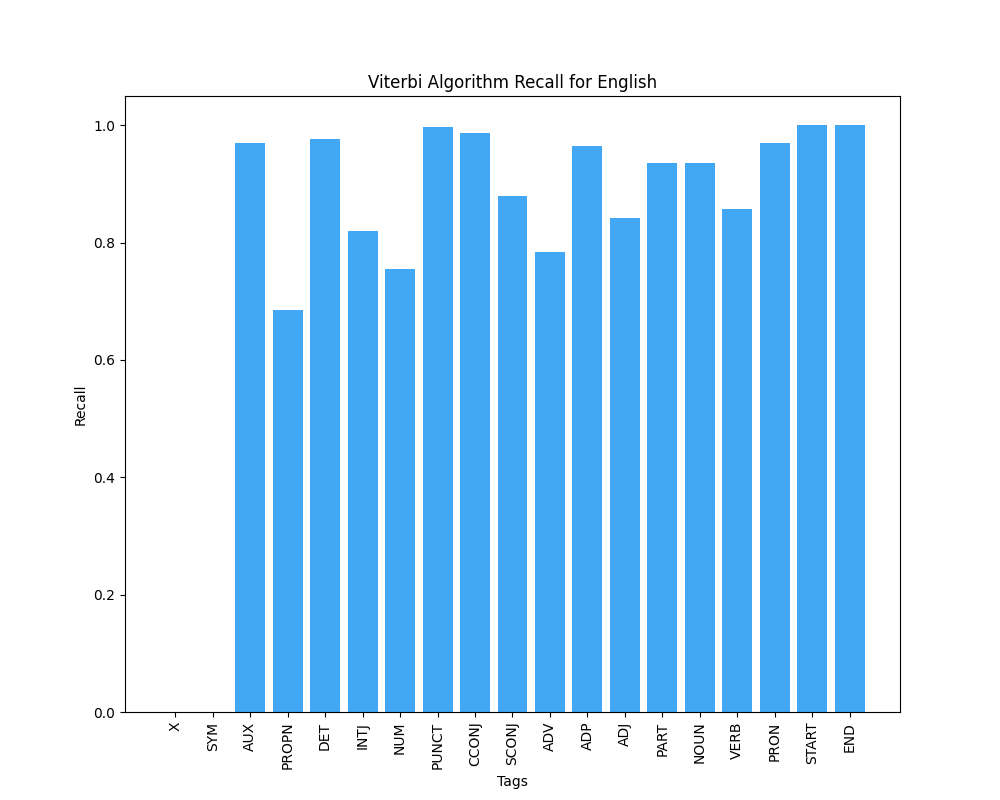 Viterbi Algorithm Recall for English
1.0
0.8
0.6
0.4
0.2
0.0
Recall
X
SYM
AUX
PROPN
DET
INTJ
NUM
PUNCT
CCONJ
SCONJ
ADV
ADP
ADJ
PART
NOUN
VERB
PRON
START
END
Tags